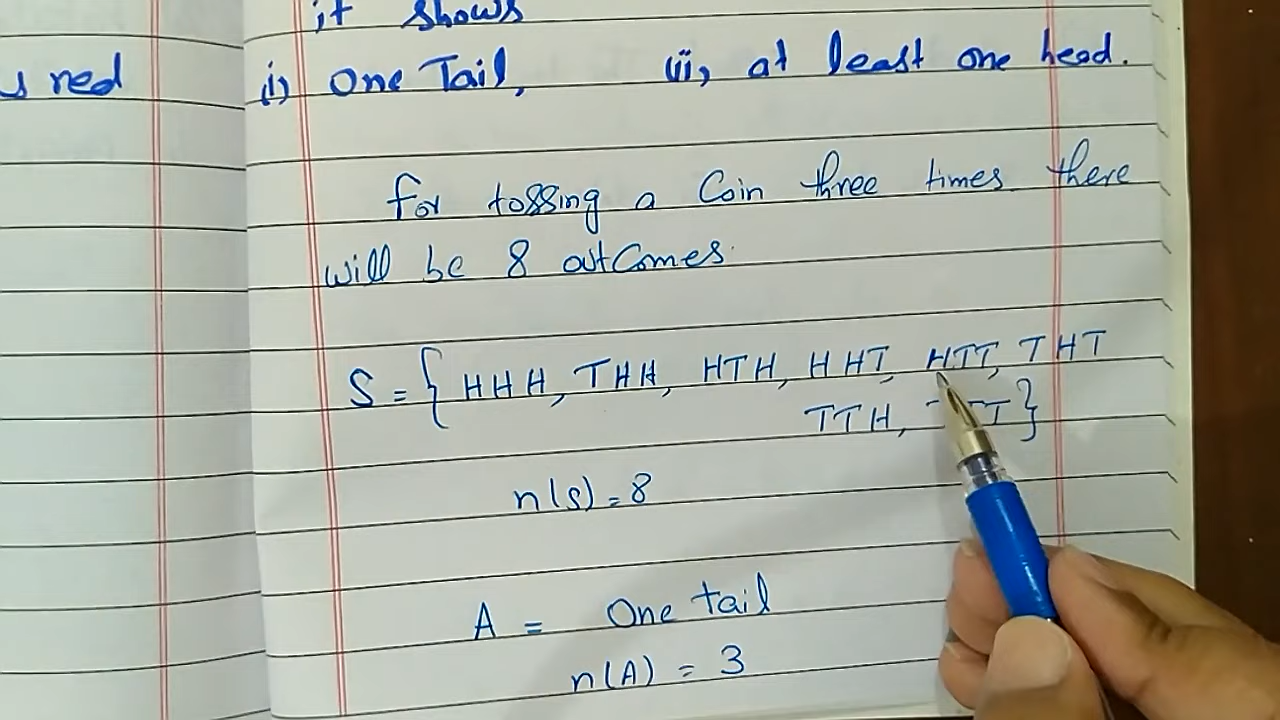 it shows
s red
(i) One Tail, (ii) at least one head.
for tossing a Coin three times there
will be 8 outcomes.
S = { HHH, THH, HTH, HHT, HTT, THT
TTH, TTT}
n(s) = 8
A = One tail
n(A) = 3